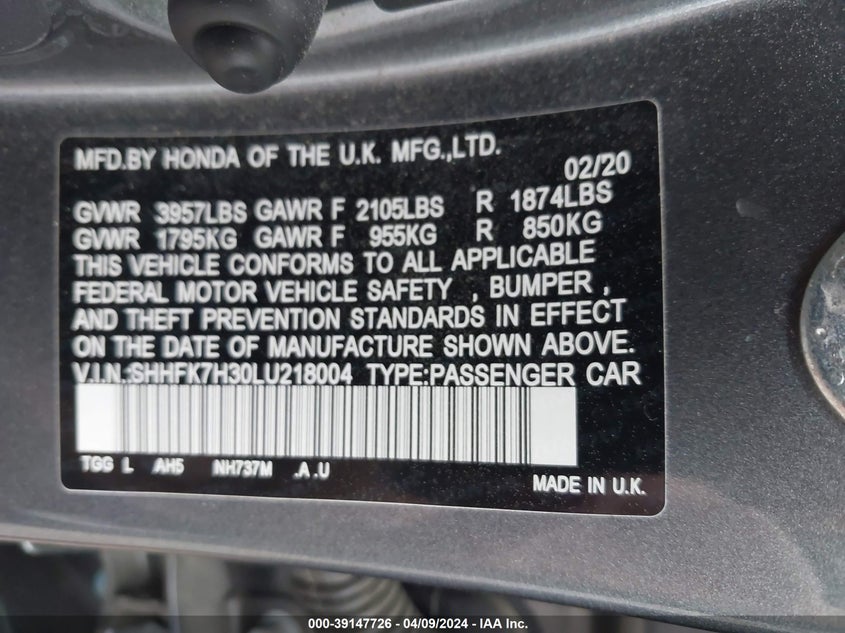 MFD.BY HONDA OF THE U.K. MFG.,LTD.
02/20
GVWR 3957LBS GAWR F 2105LBS R 1874LBS
GVWR 1795KG GAWR F 955KG R 850KG
THIS VEHICLE CONFORMS TO ALL APPLICABLE
FEDERAL MOTOR VEHICLE SAFETY , BUMPER ,
AND THEFT PREVENTION STANDARDS IN EFFECT
ON THE DATE OF MANUFACTURE SHOWN ABOVE.
V.I.N.:SHHFK7H30LU218004 TYPE:PASSENGER CAR
TGG L AH5 NH737M .A .U
MADE IN U.K.
000-39147726 - 04/09/2024 - IAA Inc.